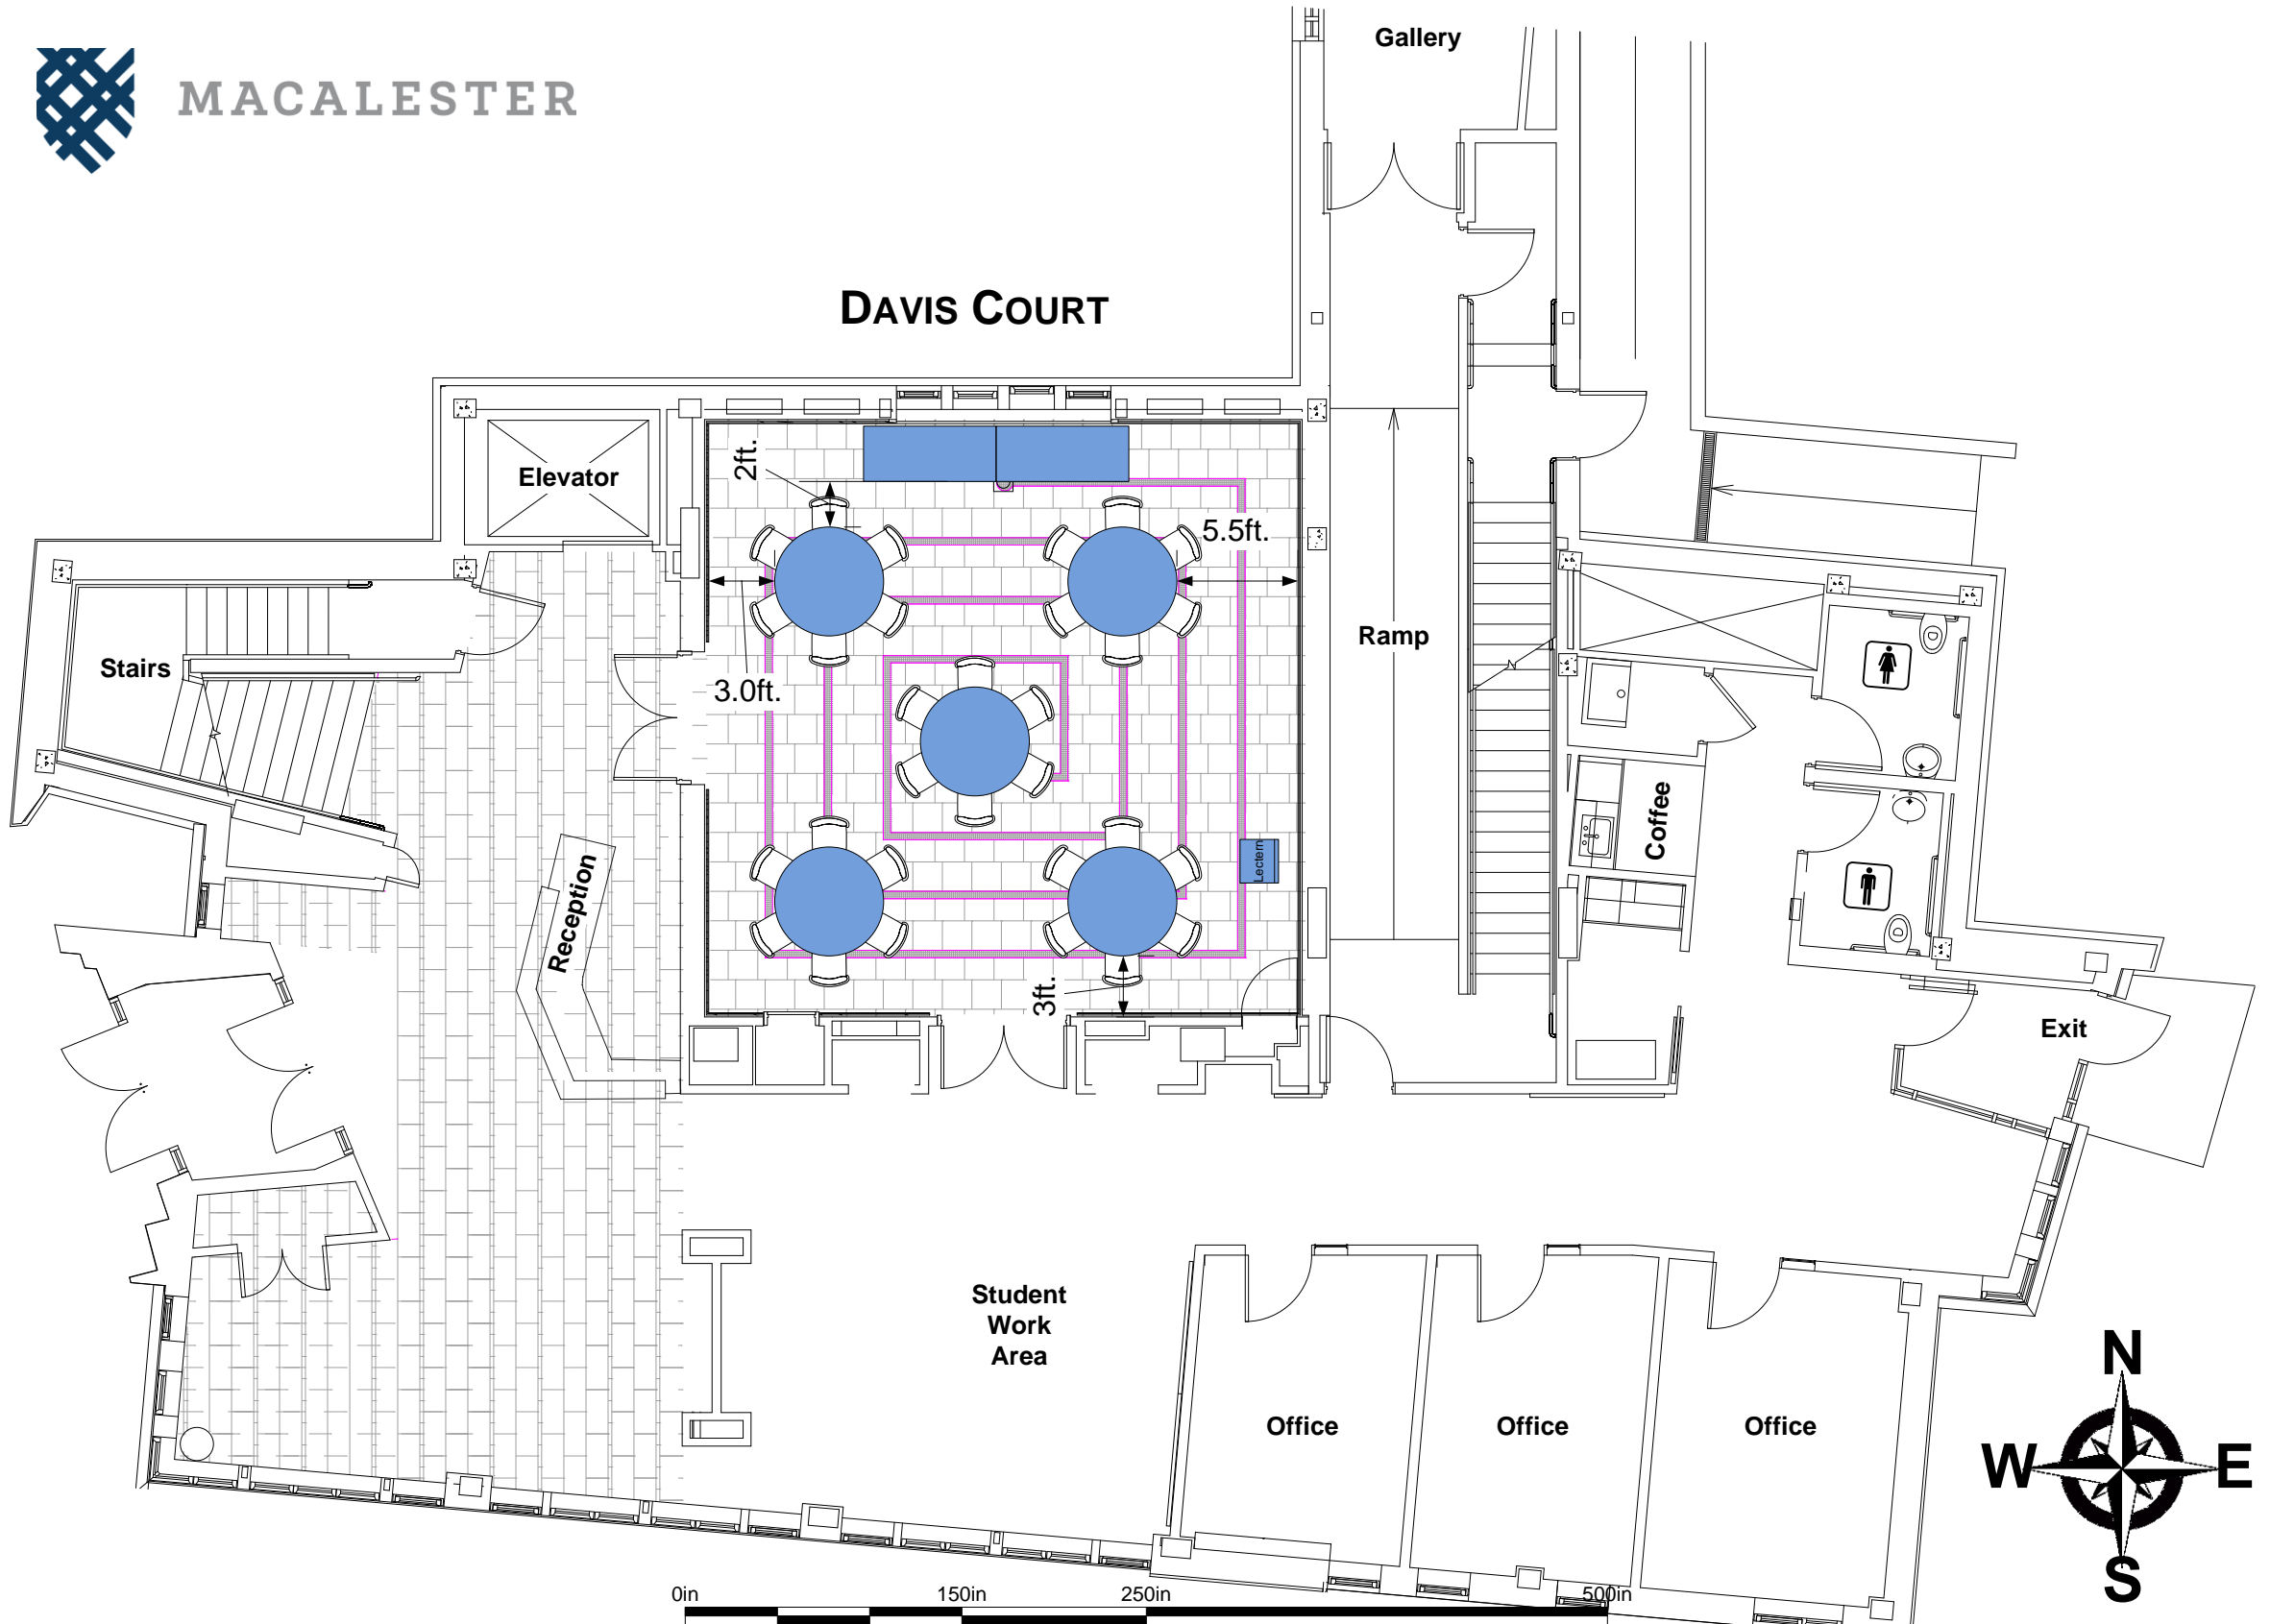 Gallery
MACALESTER
DAVIS COURT
2ft.
Elevator
5.5ft.
Ramp
Stairs
3.0ft.
Coffee
Lectern
Reception
3ft.
Exit
Student
Work
Area
N
Office
Office
Office
W
E
S
0in
150in
250in
500in